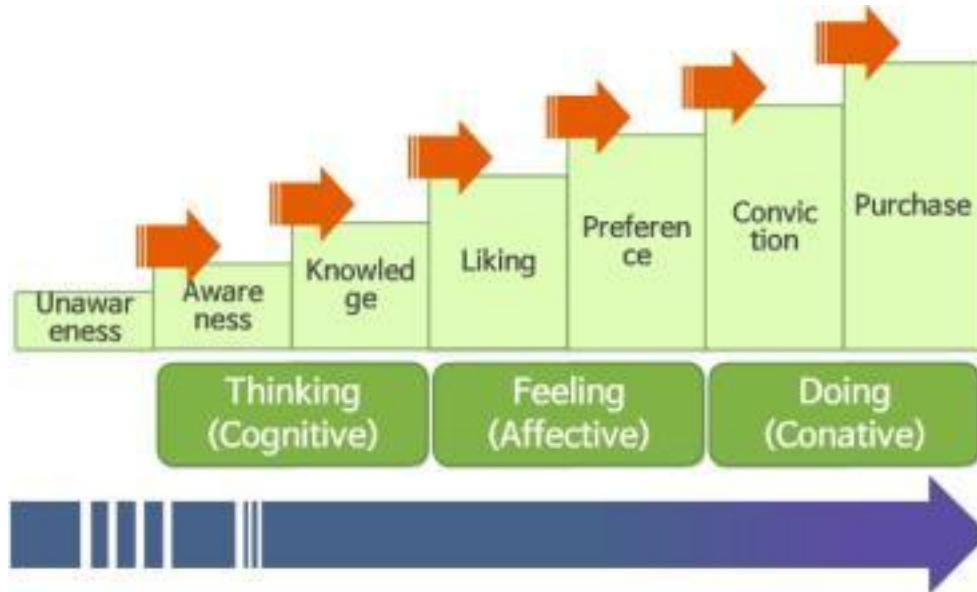 Unawar
eness
Aware
ness
Knowled
ge
Liking
Preferen
ce
Convic
tion
Purchase
Thinking
(Cognitive)
Feeling
(Affective)
Doing
(Conative)